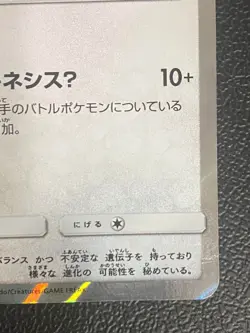 ネシス? 10+
手のバトルポケモンについている
加。
にげる
バランス かつ 不安定な 遺伝子を 持っており
様々な 進化の 可能性を 秘めている。
/Creatures/GAME FREAK